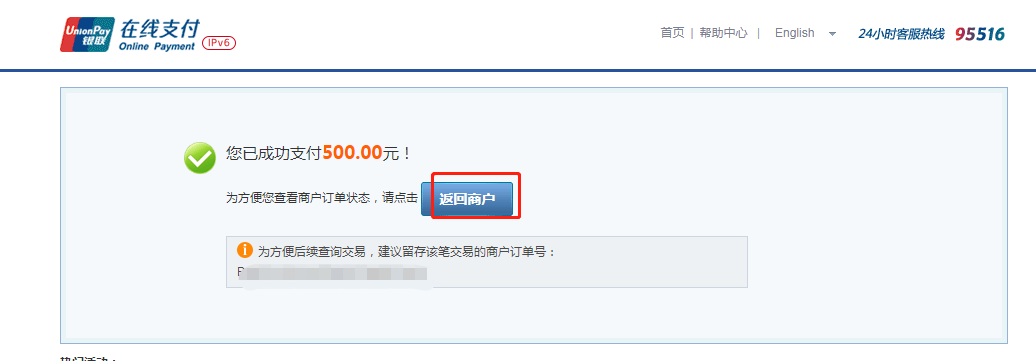 UnionPay 银联 在线支付
Online Payment IPv6
首页 | 帮助中心 | English 24小时客服热线 95516
您已成功支付500.00元！
为方便您查看商户订单状态，请点击 返回商户
为方便后续查询交易，建议留存该笔交易的商户订单号：